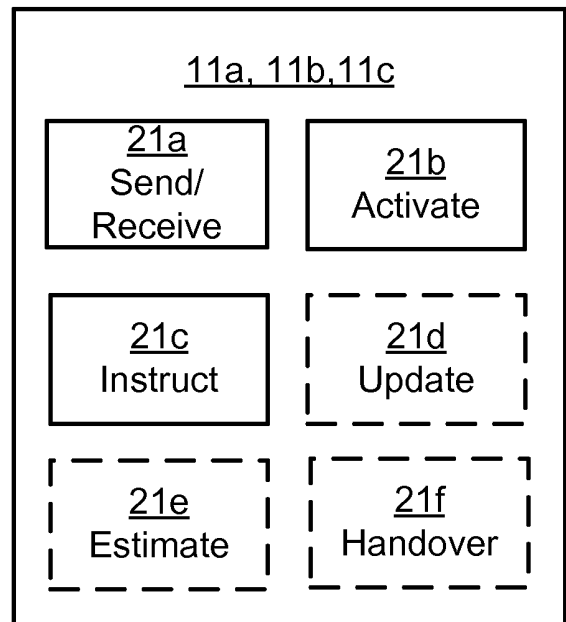 11a, 11b,11c
21a
Send/
Receive
21b
Activate
21c
Instruct
21d
Update
21e
Estimate
21f
Handover